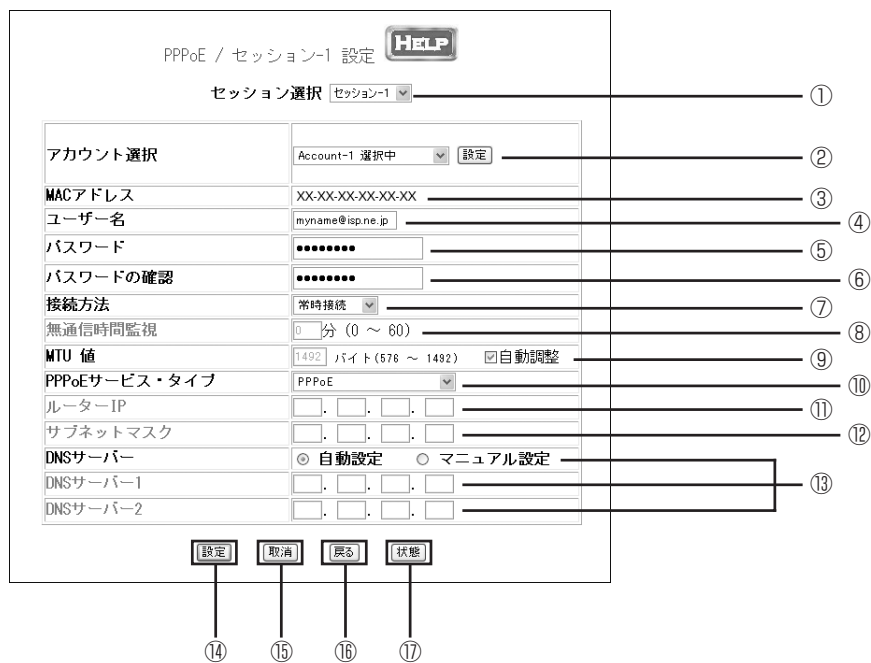 PPPoE / セッション-1 設定 HELP
セッション選択 セッション-1 ①
アカウント選択 Account-1 選択中 設定 ②
MACアドレス XX-XX-XX-XX-XX-XX ③
ユーザー名 myname@isp.ne.jp ④
パスワード ●●●●●●●● ⑤
パスワードの確認 ●●●●●●●● ⑥
接続方法 常時接続 ⑦
無通信時間監視 0 分 (0 ～ 60) ⑧
MTU 値 1492 バイト(576 ～ 1492) 自動調整 ⑨
PPPoEサービス・タイプ PPPoE ⑩
ルーターIP . . . ⑪
サブネットマスク . . . ⑫
DNSサーバー 自動設定 マニュアル設定
DNSサーバー1 . . . ⑬
DNSサーバー2 . . .
設定 取消 戻る 状態
⑭ ⑮ ⑯ ⑰